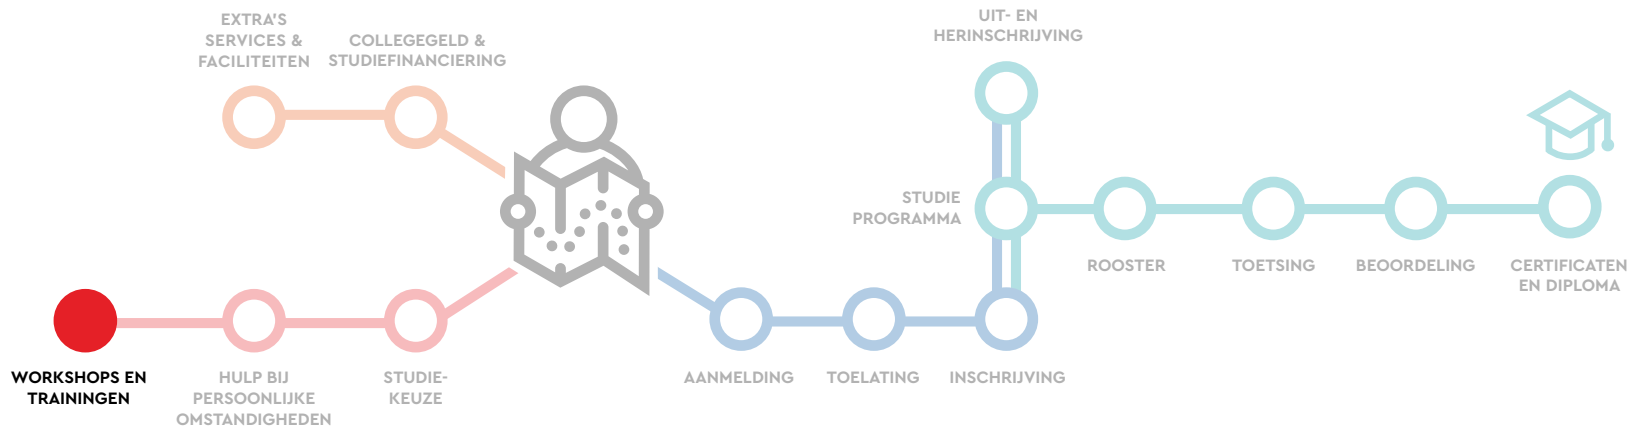 EXTRA'S
SERVICES &
FACILITEITEN
COLLEGEGELD &
STUDIEFINANCIERING
UIT- EN
HERINSCHRIJVING
STUDIE
PROGRAMMA
ROOSTER
TOETSING
BEOORDELING
CERTIFICATEN
EN DIPLOMA
WORKSHOPS EN
TRAININGEN
HULP BIJ
PERSOONLIJKE
OMSTANDIGHEDEN
STUDIE-
KEUZE
AANMELDING
TOELATING
INSCHRIJVING